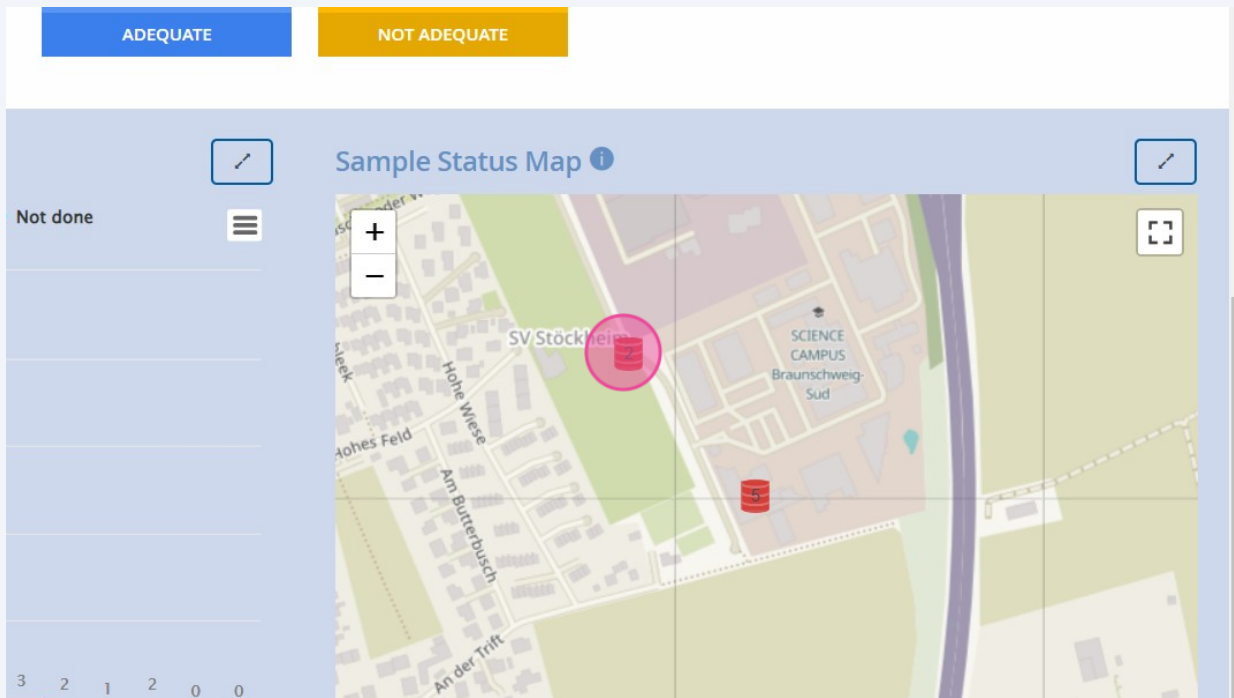 ADEQUATE
NOT ADEQUATE
Sample Status Map i
Not done
+
−
SV Stöckheim
2
SCIENCE
CAMPUS
Braunschweig-
Süd
Hohe Wiese
Hohes Feld
Am Butterbusch
5
An der Trift
3 2 1 2 0 0